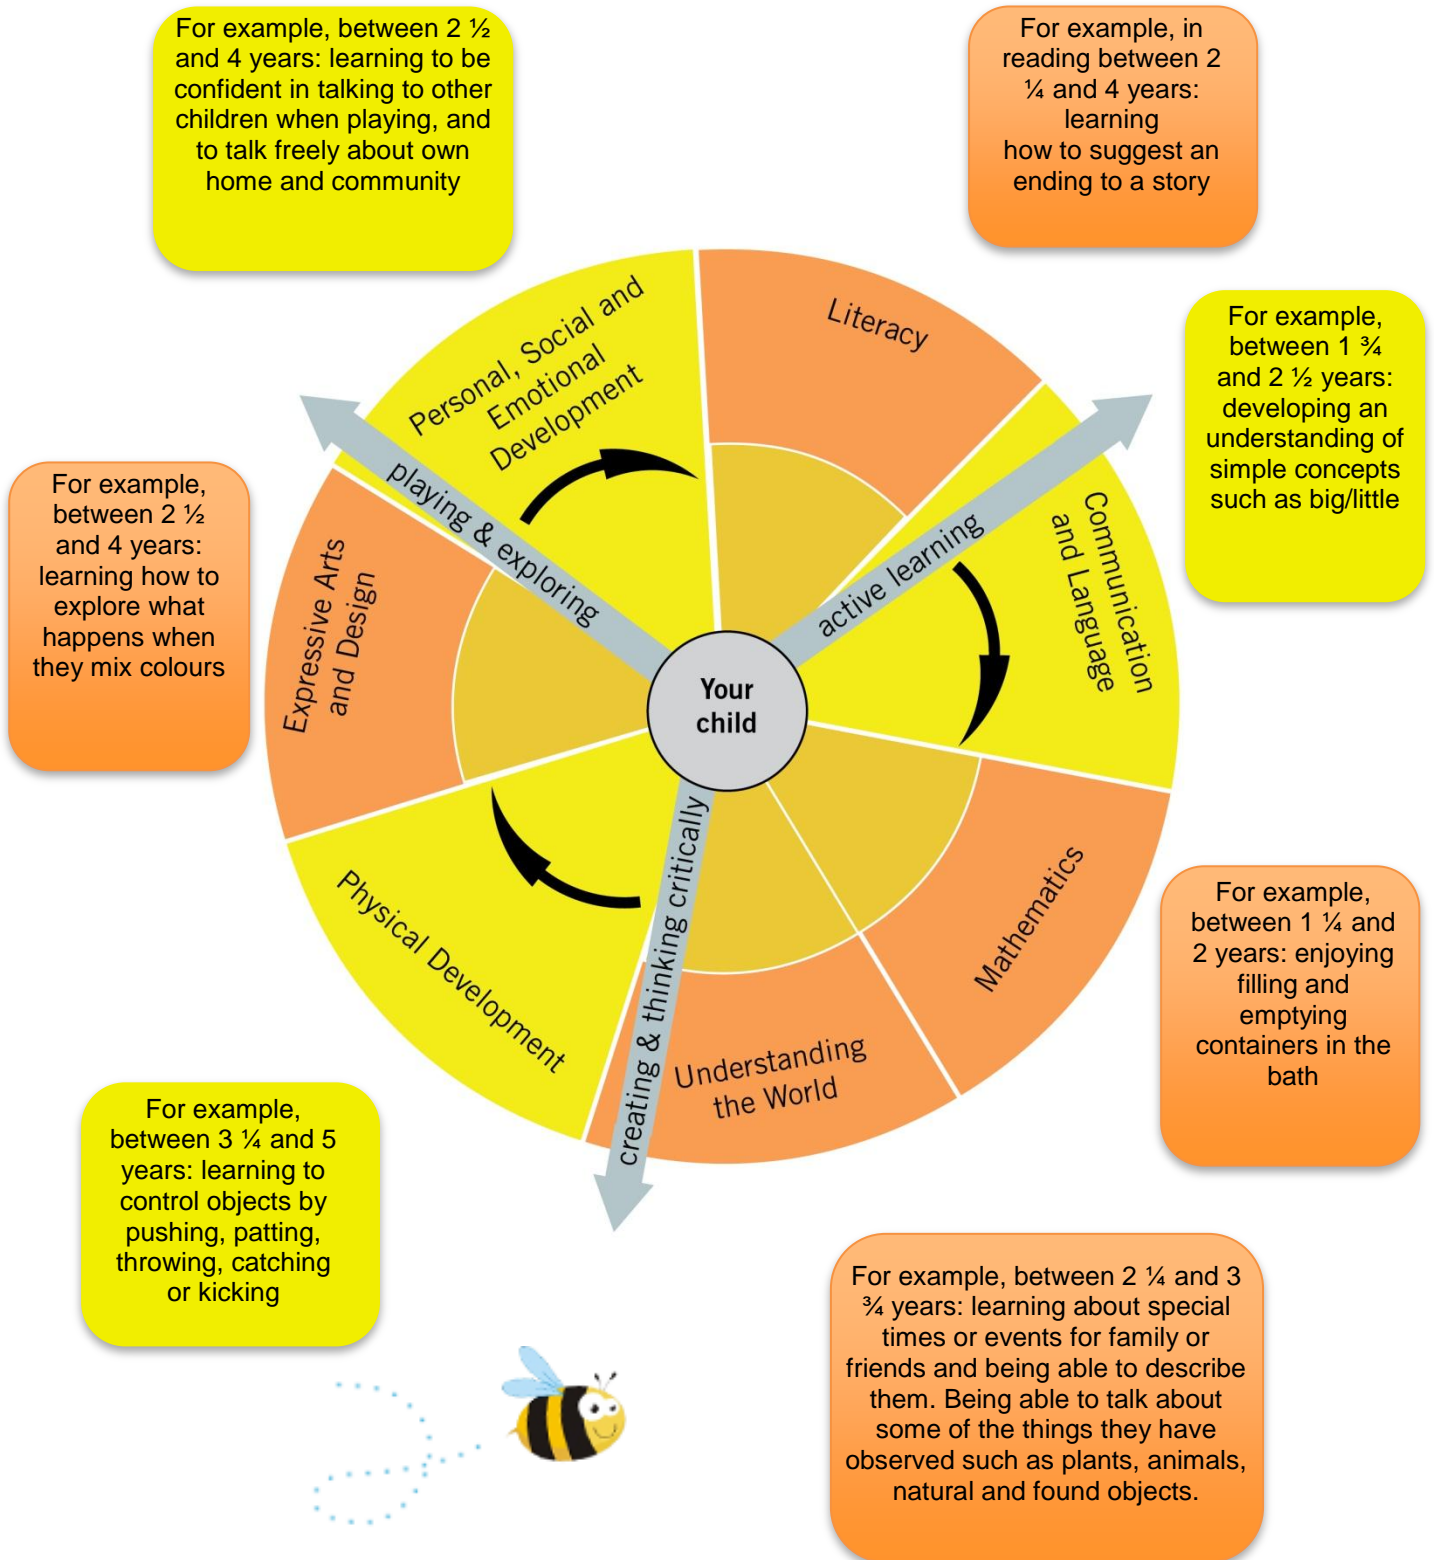 For example, between 2 ½
and 4 years: learning to be
confident in talking to other
children when playing, and
to talk freely about own
home and community
For example, in
reading between 2
¼ and 4 years:
learning
how to suggest an
ending to a story
For example,
between 1 ¾
and 2 ½ years:
developing an
understanding of
simple concepts
such as big/little
For example,
between 2 ½
and 4 years:
learning how to
explore what
happens when
they mix colours
Personal, Social and
Emotional
Development
Literacy
Communication
and Language
Mathematics
Understanding
the World
Physical Development
Expressive Arts
and Design
playing & exploring
active learning
creating & thinking critically
Your
child
For example,
between 1 ¼ and
2 years: enjoying
filling and
emptying
containers in the
bath
For example,
between 3 ¼ and 5
years: learning to
control objects by
pushing, patting,
throwing, catching
or kicking
For example, between 2 ¼ and 3
¾ years: learning about special
times or events for family or
friends and being able to describe
them. Being able to talk about
some of the things they have
observed such as plants, animals,
natural and found objects.